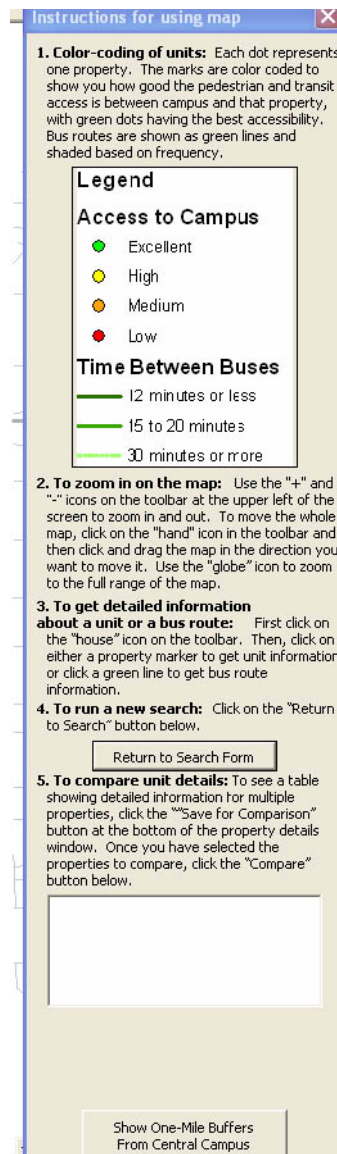 Instructions for using map
1. Color-coding of units: Each dot represents
one property. The marks are color coded to
show you how good the pedestrian and transit
access is between campus and that property,
with green dots having the best accessibility.
Bus routes are shown as green lines and
shaded based on frequency.
Legend
Access to Campus
Excellent
High
Medium
Low
Time Between Buses
12 minutes or less
15 to 20 minutes
30 minutes or more
2. To zoom in on the map: Use the "+" and
"-" icons on the toolbar at the upper left of the
screen to zoom in and out. To move the whole
map, click on the "hand" icon in the toolbar and
then click and drag the map in the direction you
want to move it. Use the "globe" icon to zoom
to the full range of the map.
3. To get detailed information
about a unit or a bus route: First click on
the "house" icon on the toolbar. Then, click on
either a property marker to get unit information
or click a green line to get bus route
information.
4. To run a new search: Click on the "Return
to Search" button below.
Return to Search Form
5. To compare unit details: To see a table
showing detailed information for multiple
properties, click the ""Save for Comparison"
button at the bottom of the property details
window. Once you have selected the
properties to compare, click the "Compare"
button below.
Show One-Mile Buffers
From Central Campus